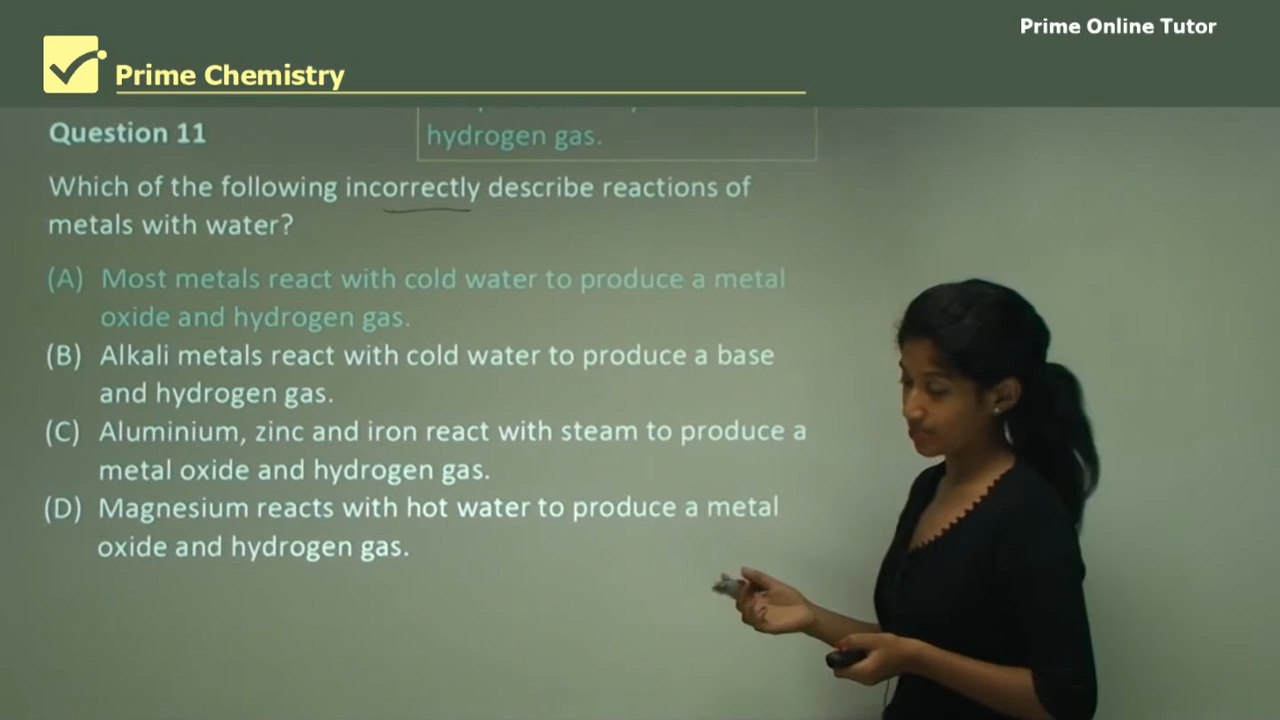 Prime Online Tutor
Prime Chemistry
hydrogen gas.
Question 11
Which of the following incorrectly describe reactions of
metals with water?
(A) Most metals react with cold water to produce a metal
oxide and hydrogen gas.
(B) Alkali metals react with cold water to produce a base
and hydrogen gas.
(C) Aluminium, zinc and iron react with steam to produce a
metal oxide and hydrogen gas.
(D) Magnesium reacts with hot water to produce a metal
oxide and hydrogen gas.